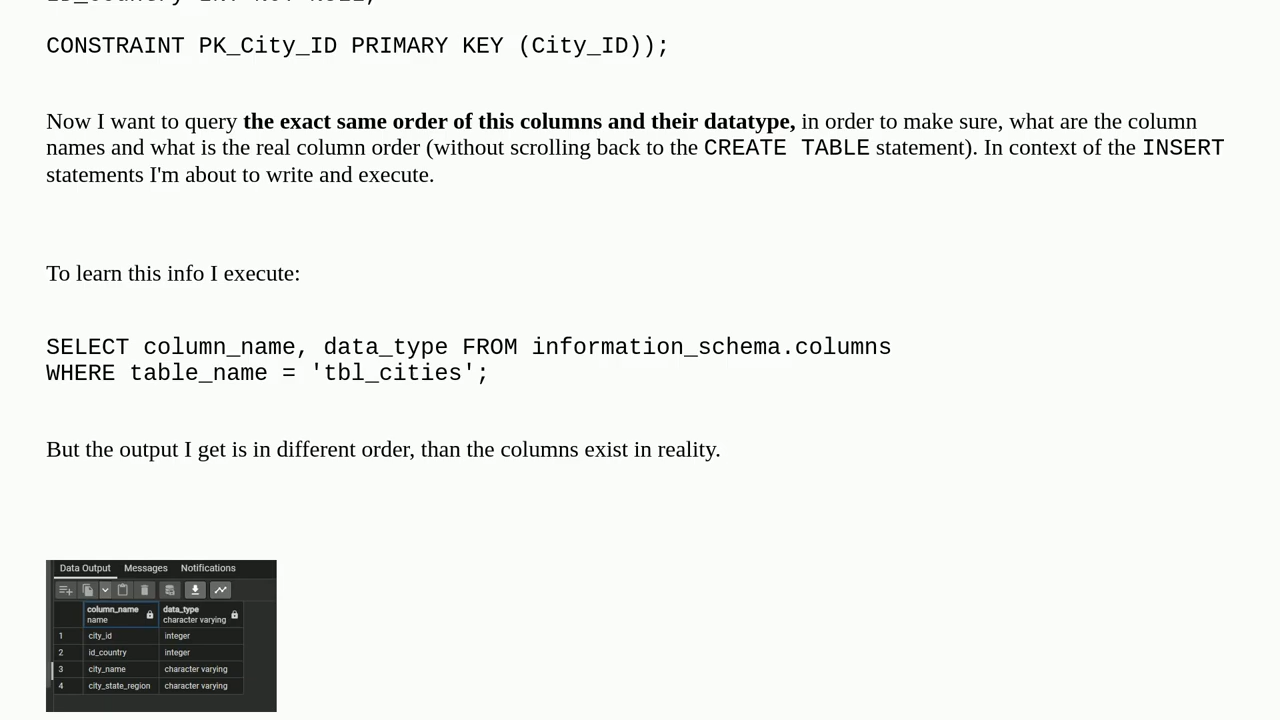 ID_country INT NOT NULL,
CONSTRAINT PK_City_ID PRIMARY KEY (City_ID));
Now I want to query the exact same order of this columns and their datatype, in order to make sure, what are the column
names and what is the real column order (without scrolling back to the CREATE TABLE statement). In context of the INSERT
statements I'm about to write and execute.
To learn this info I execute:
SELECT column_name, data_type FROM information_schema.columns
WHERE table_name = 'tbl_cities';
But the output I get is in different order, than the columns exist in reality.
Data Output Messages Notifications
column_name data_type
name character varying
1 city_id integer
2 id_country integer
3 city_name character varying
4 city_state_region character varying